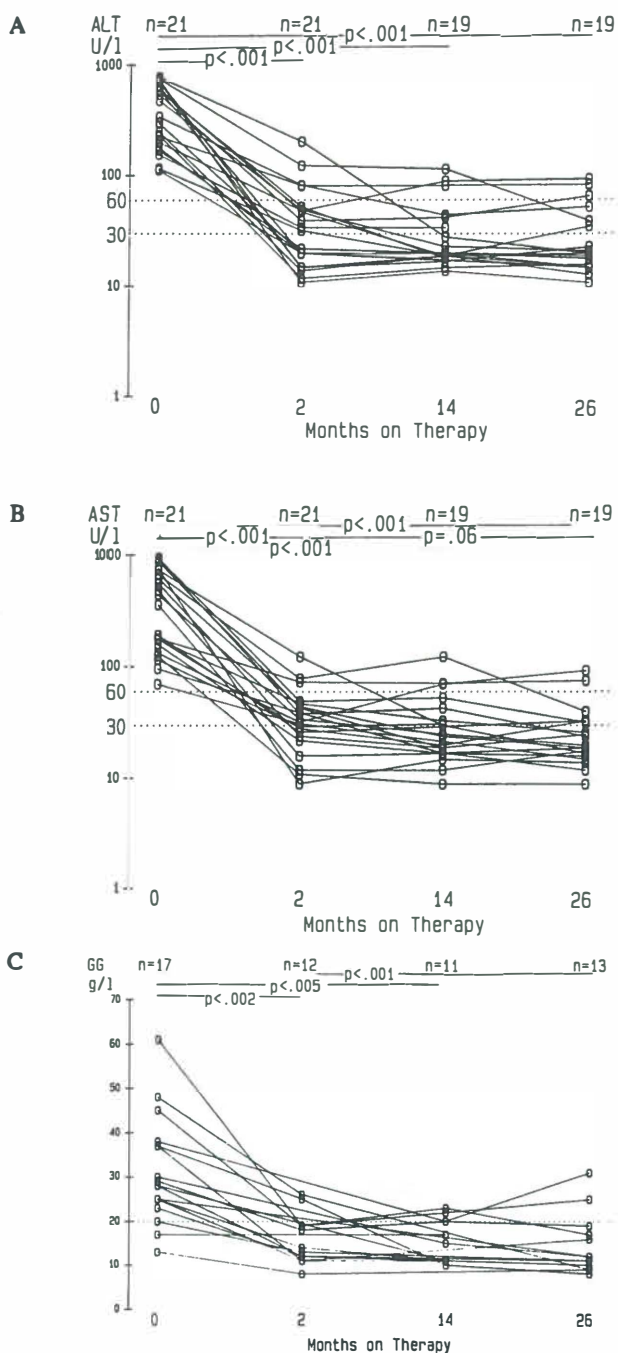 A
ALT n=21 n=21 n=19 n=19
U/l p<.001
p<.001
p<.001
1000
100
60
30
10
1
0 2 14 26
Months on Therapy
B
AST n=21 n=21 n=19 n=19
U/l p<.001
p<.001 p<.001 p=.06
1000
100
60
30
10
1
0 2 14 26
Months on Therapy
C
GG n=17 n=12 n=11 n=13
g/l p<.001
p<.005
p<.002
70
60
50
40
30
20
10
0
0 2 14 26
Months on Therapy